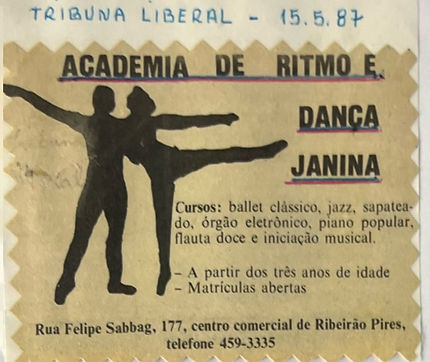 TRIBUNA LIBERAL - 15.5.87
ACADEMIA DE RITMO E
DANÇA
JANINA
Cursos: ballet clássico, jazz, sapatea-
do, órgão eletrônico, piano popular,
flauta doce e iniciação musical.
– A partir dos três anos de idade
– Matrículas abertas
Rua Felipe Sabbag, 177, centro comercial de Ribeirão Pires,
telefone 459-3335